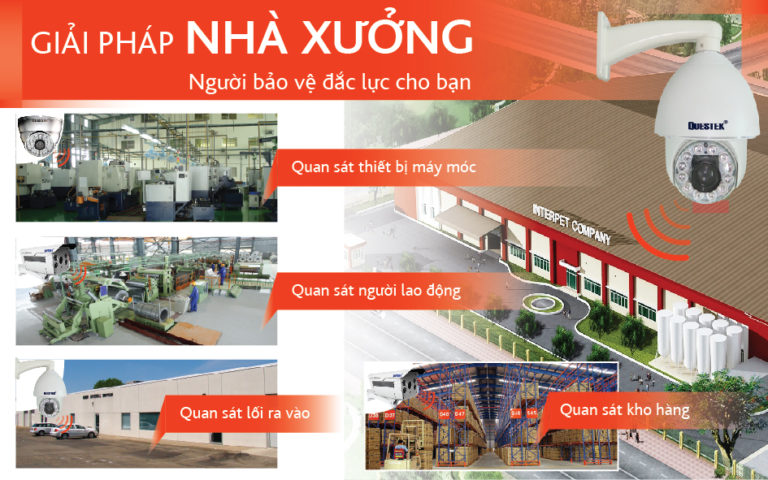 GIẢI PHÁP NHÀ XƯỞNG
Người bảo vệ đắc lực cho bạn
QUESTEK
Quan sát thiết bị máy móc
INTERPET COMPANY
Quan sát người lao động
Quan sát lối ra vào
Quan sát kho hàng